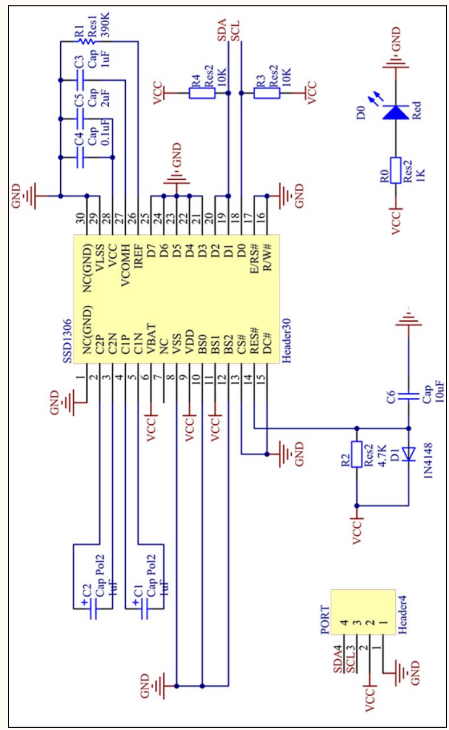 R1
Res1
390K
C3
Cap
1uF
C5
Cap
2uF
C4
Cap
0.1uF
GND
SDA
SCL
R4
Res2
10K
VCC
R3
Res2
10K
VCC
GND
GND
D0
Red
R0
Res2
1K
VCC
GND
30
29
28
27
26
25
24
23
22
21
20
19
18
17
16
NC(GND)
VLSS
VCC
VCOMH
IREF
D7
D6
D5
D4
D3
D2
D1
D0
E/RS#
R/W#
SSD1306
Header30
NC(GND)
C2P
C2N
C1P
C1N
VBAT
NC
VSS
VDD
BS0
BS1
BS2
CS#
RES#
DC#
1
2
3
4
5
6
7
8
9
10
11
12
13
14
15
GND
VCC
VCC
VCC
GND
C6
Cap
10uF
R2
Res2
4.7K
D1
1N4148
VCC
C2
Cap Pol2
1uF
C1
Cap Pol2
1uF
GND
PORT
Header4
4
3
2
1
SDA4
SCL3
2
1
VCC
GND